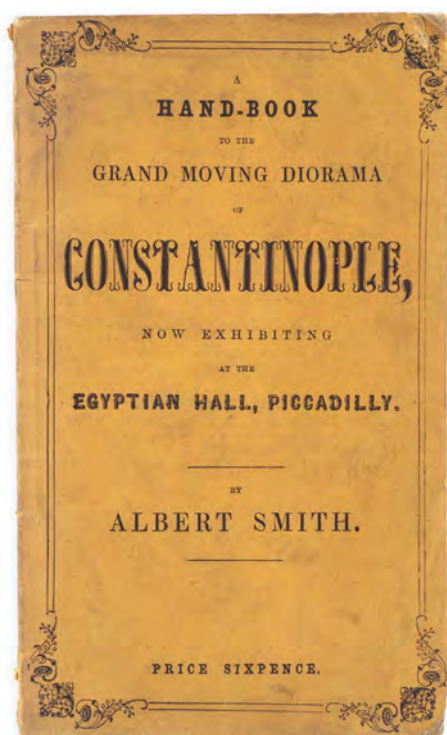 A
HAND-BOOK
TO THE
GRAND MOVING DIORAMA
OF
CONSTANTINOPLE,
NOW EXHIBITING
AT THE
EGYPTIAN HALL, PICCADILLY.
BY
ALBERT SMITH.
PRICE SIXPENCE.